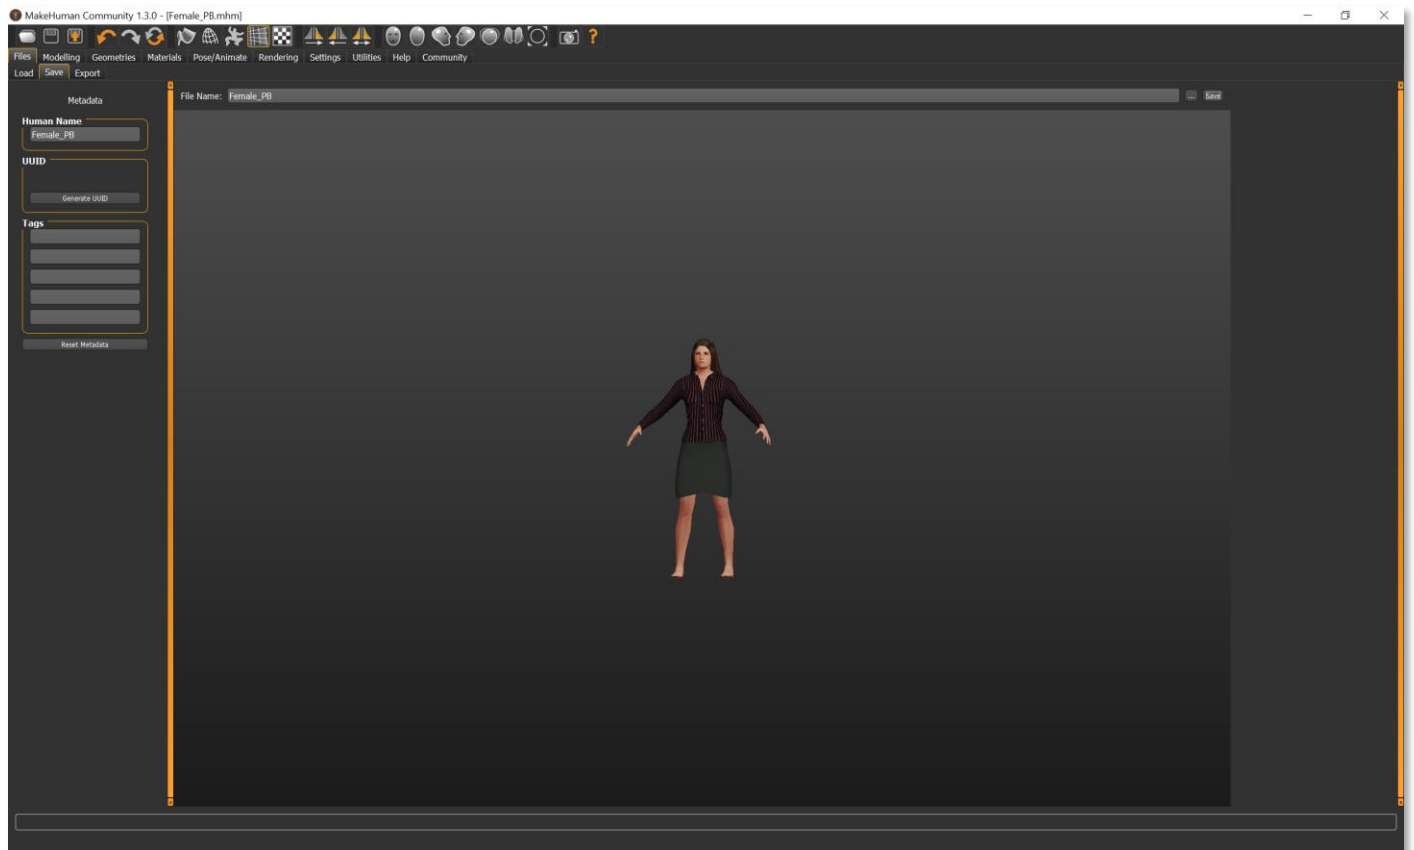 MakeHuman Community 1.3.0 - [Female_PB.mhm]
Files Modelling Geometries Materials Pose/Animate Rendering Settings Utilities Help Community
Load Save Export
Metadata
Human Name
Female_PB
UUID
Generate UUID
Tags
Reset Metadata
File Name: Female_PB ... Save